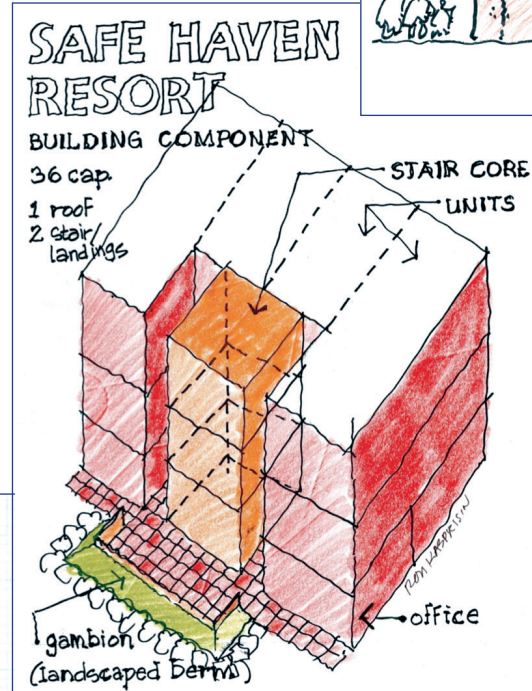 SAFE HAVEN
RESORT
BUILDING COMPONENT
36 cap.
1 roof
2 stair/
landings
STAIR CORE
UNITS
RON KASPRISIN
office
gambion
(landscaped berm)